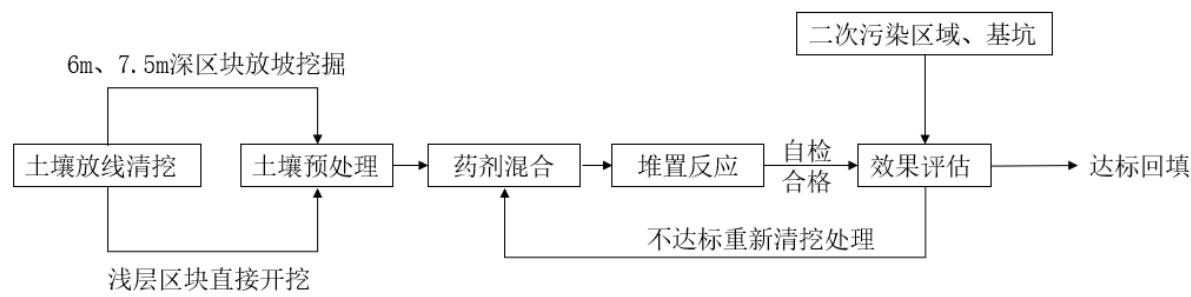 二次污染区域、基坑
6m、7.5m深区块放坡挖掘
土壤放线清挖
土壤预处理
药剂混合
堆置反应
自检
合格
效果评估
达标回填
不达标重新清挖处理
浅层区块直接开挖